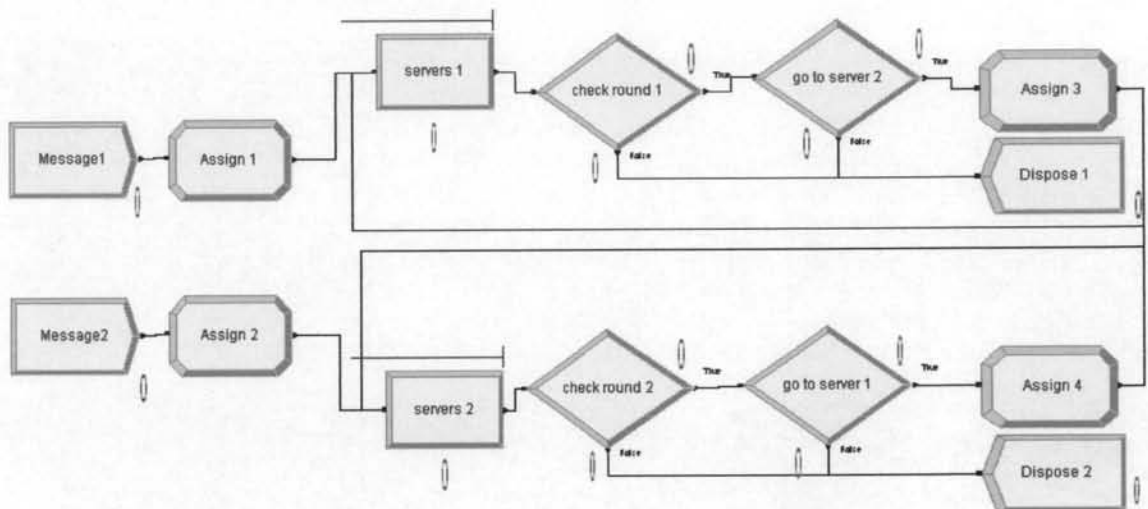 servers 1
check round 1
True
go to server 2
True
Assign 3
Message1
Assign 1
False
False
Dispose 1
Message2
Assign 2
servers 2
check round 2
True
go to server 1
True
Assign 4
False
False
Dispose 2